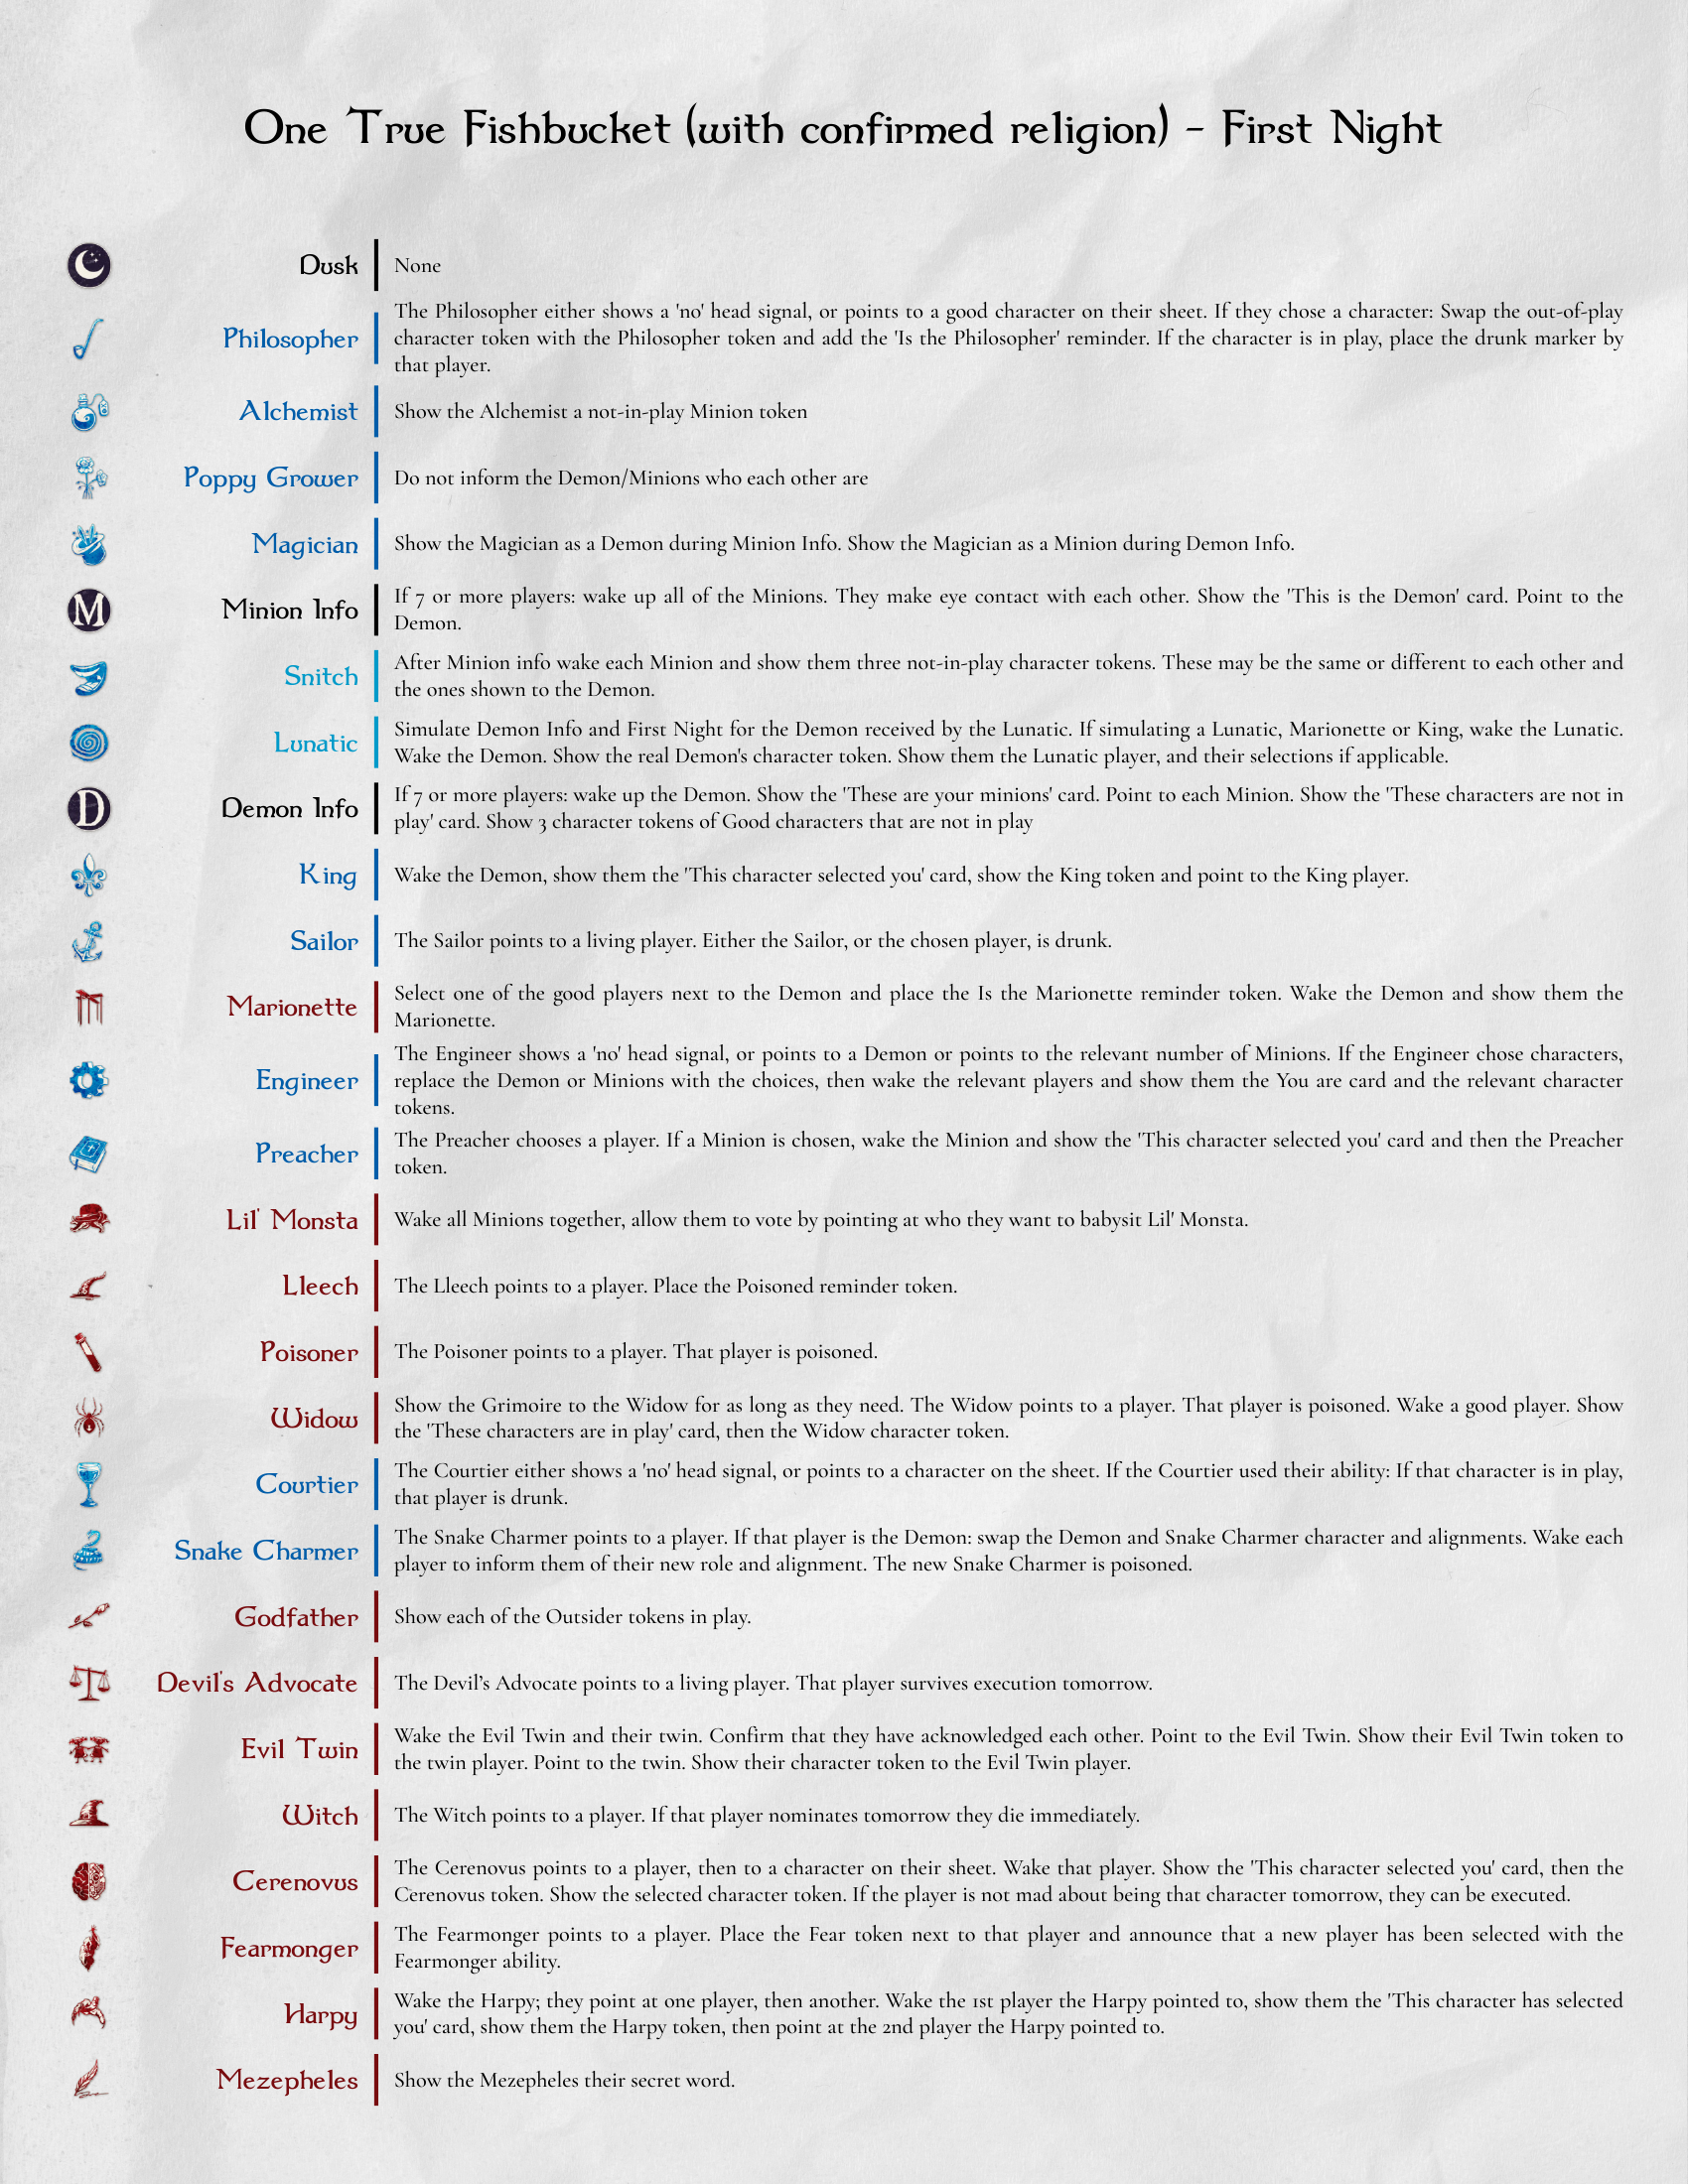 One True Fishbucket (with confirmed religion) - First Night
Dusk
None
Philosopher
The Philosopher either shows a 'no' head signal, or points to a good character on their sheet. If they chose a character: Swap the out-of-play
character token with the Philosopher token and add the 'Is the Philosopher' reminder. If the character is in play, place the drunk marker by
that player.
Alchemist
Show the Alchemist a not-in-play Minion token
Poppy Grower
Do not inform the Demon/Minions who each other are
Magician
Show the Magician as a Demon during Minion Info. Show the Magician as a Minion during Demon Info.
M
Minion Info
If 7 or more players: wake up all of the Minions. They make eye contact with each other. Show the 'This is the Demon' card. Point to the
Demon.
Snitch
After Minion info wake each Minion and show them three not-in-play character tokens. These may be the same or different to each other and
the ones shown to the Demon.
Lunatic
Simulate Demon Info and First Night for the Demon received by the Lunatic. If simulating a Lunatic, Marionette or King, wake the Lunatic.
Wake the Demon. Show the real Demon's character token. Show them the Lunatic player, and their selections if applicable.
D
Demon Info
If 7 or more players: wake up the Demon. Show the 'These are your minions' card. Point to each Minion. Show the 'These characters are not in
play' card. Show 3 character tokens of Good characters that are not in play
King
Wake the Demon, show them the 'This character selected you' card, show the King token and point to the King player.
Sailor
The Sailor points to a living player. Either the Sailor, or the chosen player, is drunk.
Marionette
Select one of the good players next to the Demon and place the Is the Marionette reminder token. Wake the Demon and show them the
Marionette.
Engineer
The Engineer shows a 'no' head signal, or points to a Demon or points to the relevant number of Minions. If the Engineer chose characters,
replace the Demon or Minions with the choices, then wake the relevant players and show them the You are card and the relevant character
tokens.
Preacher
The Preacher chooses a player. If a Minion is chosen, wake the Minion and show the 'This character selected you' card and then the Preacher
token.
Lil' Monsta
Wake all Minions together, allow them to vote by pointing at who they want to babysit Lil' Monsta.
Lleech
The Lleech points to a player. Place the Poisoned reminder token.
Poisoner
The Poisoner points to a player. That player is poisoned.
Widow
Show the Grimoire to the Widow for as long as they need. The Widow points to a player. That player is poisoned. Wake a good player. Show
the 'These characters are in play' card, then the Widow character token.
Courtier
The Courtier either shows a 'no' head signal, or points to a character on the sheet. If the Courtier used their ability: If that character is in play,
that player is drunk.
Snake Charmer
The Snake Charmer points to a player. If that player is the Demon: swap the Demon and Snake Charmer character and alignments. Wake each
player to inform them of their new role and alignment. The new Snake Charmer is poisoned.
Godfather
Show each of the Outsider tokens in play.
Devil's Advocate
The Devil’s Advocate points to a living player. That player survives execution tomorrow.
Evil Twin
Wake the Evil Twin and their twin. Confirm that they have acknowledged each other. Point to the Evil Twin. Show their Evil Twin token to
the twin player. Point to the twin. Show their character token to the Evil Twin player.
Witch
The Witch points to a player. If that player nominates tomorrow they die immediately.
Cerenovus
The Cerenovus points to a player, then to a character on their sheet. Wake that player. Show the 'This character selected you' card, then the
Cerenovus token. Show the selected character token. If the player is not mad about being that character tomorrow, they can be executed.
Fearmonger
The Fearmonger points to a player. Place the Fear token next to that player and announce that a new player has been selected with the
Fearmonger ability.
Harpy
Wake the Harpy; they point at one player, then another. Wake the 1st player the Harpy pointed to, show them the 'This character has selected
you' card, show them the Harpy token, then point at the 2nd player the Harpy pointed to.
Mezepheles
Show the Mezepheles their secret word.